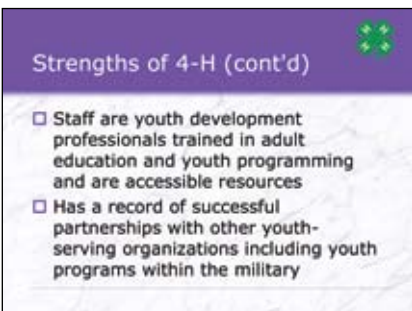 Strengths of 4-H (cont'd)
Staff are youth development
professionals trained in adult
education and youth programming
and are accessible resources
Has a record of successful
partnerships with other youth-
serving organizations including youth
programs within the military